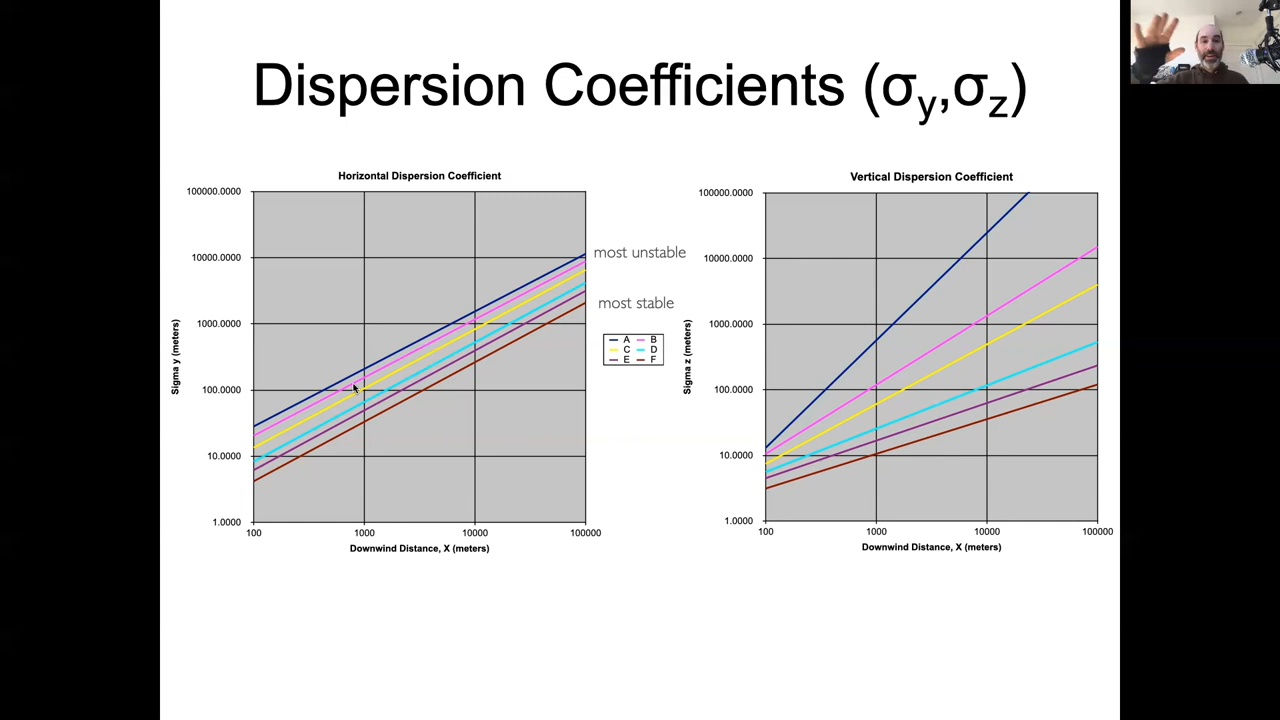 Dispersion Coefficients (σy,σz)
Horizontal Dispersion Coefficient
100000.0000
10000.0000
1000.0000
100.0000
10.0000
1.0000
Sigma y (meters)
100 1000 10000 100000
Downwind Distance, X (meters)
most unstable
most stable
A B
C D
E F
Vertical Dispersion Coefficient
100000.0000
10000.0000
1000.0000
100.0000
10.0000
1.0000
Sigma z (meters)
100 1000 10000 100000
Downwind Distance, X (meters)